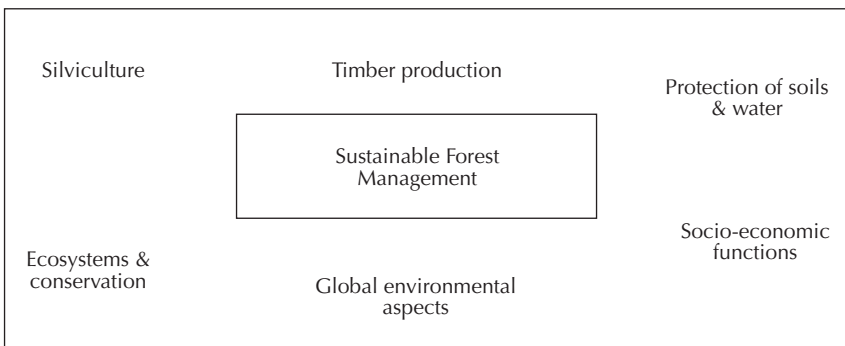 Silviculture
Timber production
Protection of soils
& water
Sustainable Forest
Management
Ecosystems &
conservation
Global environmental
aspects
Socio-economic
functions